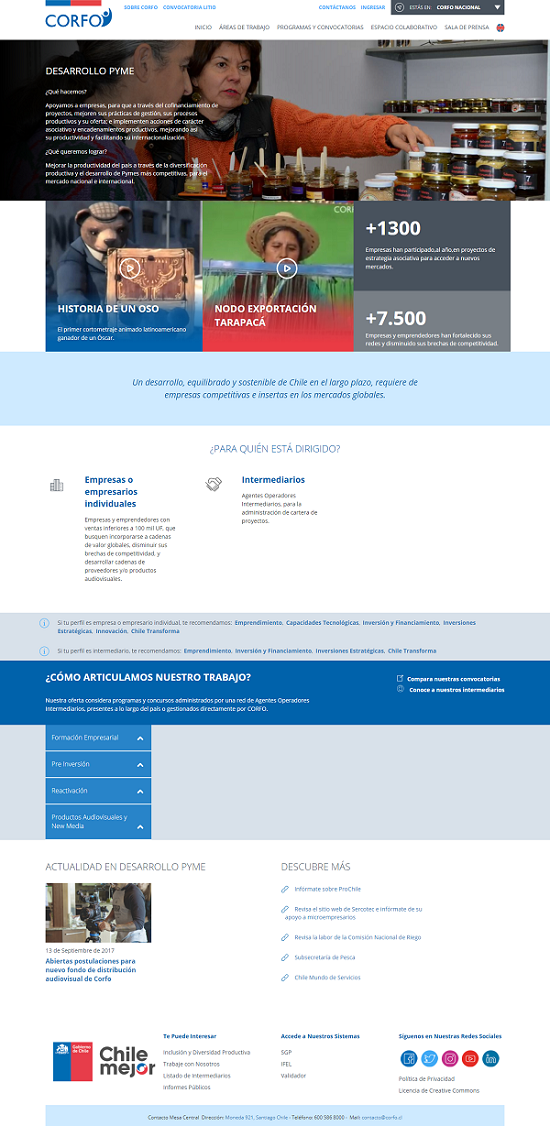 CORFO
SOBRE CORFO CONVOCATORIA LITIO
CONTÁCTANOS INGRESAR
ESTÁS EN: CORFO NACIONAL
INICIO ÁREAS DE TRABAJO PROGRAMAS Y CONVOCATORIAS ESPACIO COLABORATIVO SALA DE PRENSA
DESARROLLO PYME
¿Qué hacemos?
Apoyamos a empresas, para que a través del cofinanciamiento de
proyectos, mejoren sus prácticas de gestión, sus procesos
productivos y su oferta; e implementen acciones de carácter
asociativo y encadenamientos productivos, mejorando así
su productividad y facilitando su internacionalización.
¿Qué queremos lograr?
Mejorar la productividad del país a través de la diversificación
productiva y el desarrollo de Pymes más competitivas, para el
mercado nacional e internacional.
HISTORIA DE UN OSO
El primer cortometraje animado latinoamericano
ganador de un Oscar.
CORF
NODO EXPORTACIÓN
TARAPACÁ
+1300
Empresas han participado,al año,en proyectos de
estrategia asociativa para acceder a nuevos
mercados.
+7.500
Empresas y emprendedores han fortalecido sus
redes y disminuido sus brechas de competitividad.
Un desarrollo, equilibrado y sostenible de Chile en el largo plazo, requiere de
empresas competitivas e insertas en los mercados globales.
¿PARA QUIÉN ESTÁ DIRIGIDO?
Empresas o
empresarios
individuales
Empresas y emprendedores con
ventas inferiores a 100 mil UF, que
busquen incorporarse a cadenas
de valor globales, disminuir sus
brechas de competitividad, y
desarrollar cadenas de
proveedores y/o productos
audiovisuales.
Intermediarios
Agentes Operadores
Intermediarios, para la
administración de cartera de
proyectos.
Si tu perfil es empresa o empresario individual, te recomendamos: Emprendimiento, Capacidades Tecnológicas, Inversión y Financiamiento, Inversiones
Estratégicas, Innovación, Chile Transforma
Si tu perfil es intermediario, te recomendamos: Emprendimiento, Inversión y Financiamiento, Inversiones Estratégicas, Chile Transforma
¿CÓMO ARTICULAMOS NUESTRO TRABAJO?
Nuestra oferta considera programas y concursos administrados por una red de Agentes Operadores
Intermediarios, presentes a lo largo del país o gestionados directamente por CORFO.
Compara nuestras convocatorias
Conoce a nuestros intermediarios
Formación Empresarial
Pre Inversión
Reactivación
Productos Audiovisuales y
New Media
ACTUALIDAD EN DESARROLLO PYME
13 de Septiembre de 2017
Abiertas postulaciones para
nuevo fondo de distribución
audiovisual de Corfo
DESCUBRE MÁS
Infórmate sobre ProChile
Revisa el sitio web de Sercotec e infórmate de su
apoyo a microempresarios
Revisa la labor de la Comisión Nacional de Riego
Subsecretaría de Pesca
Chile Mundo de Servicios
Gobierno
de Chile
Chile
mejor
Te Puede Interesar
Inclusión y Diversidad Productiva
Trabaje con Nosotros
Listado de Intermediarios
Informes Públicos
Accede a Nuestros Sistemas
SGP
IFEL
Validador
Síguenos en Nuestras Redes Sociales
Política de Privacidad
Licencia de Creative Commons
Contacto Mesa Central Dirección: Moneda 921, Santiago Chile - Teléfono: 600 586 8000 - Mail: contacto@corfo.cl